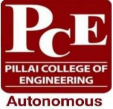 PCE
PILLAI COLLEGE OF
ENGINEERING
Autonomous